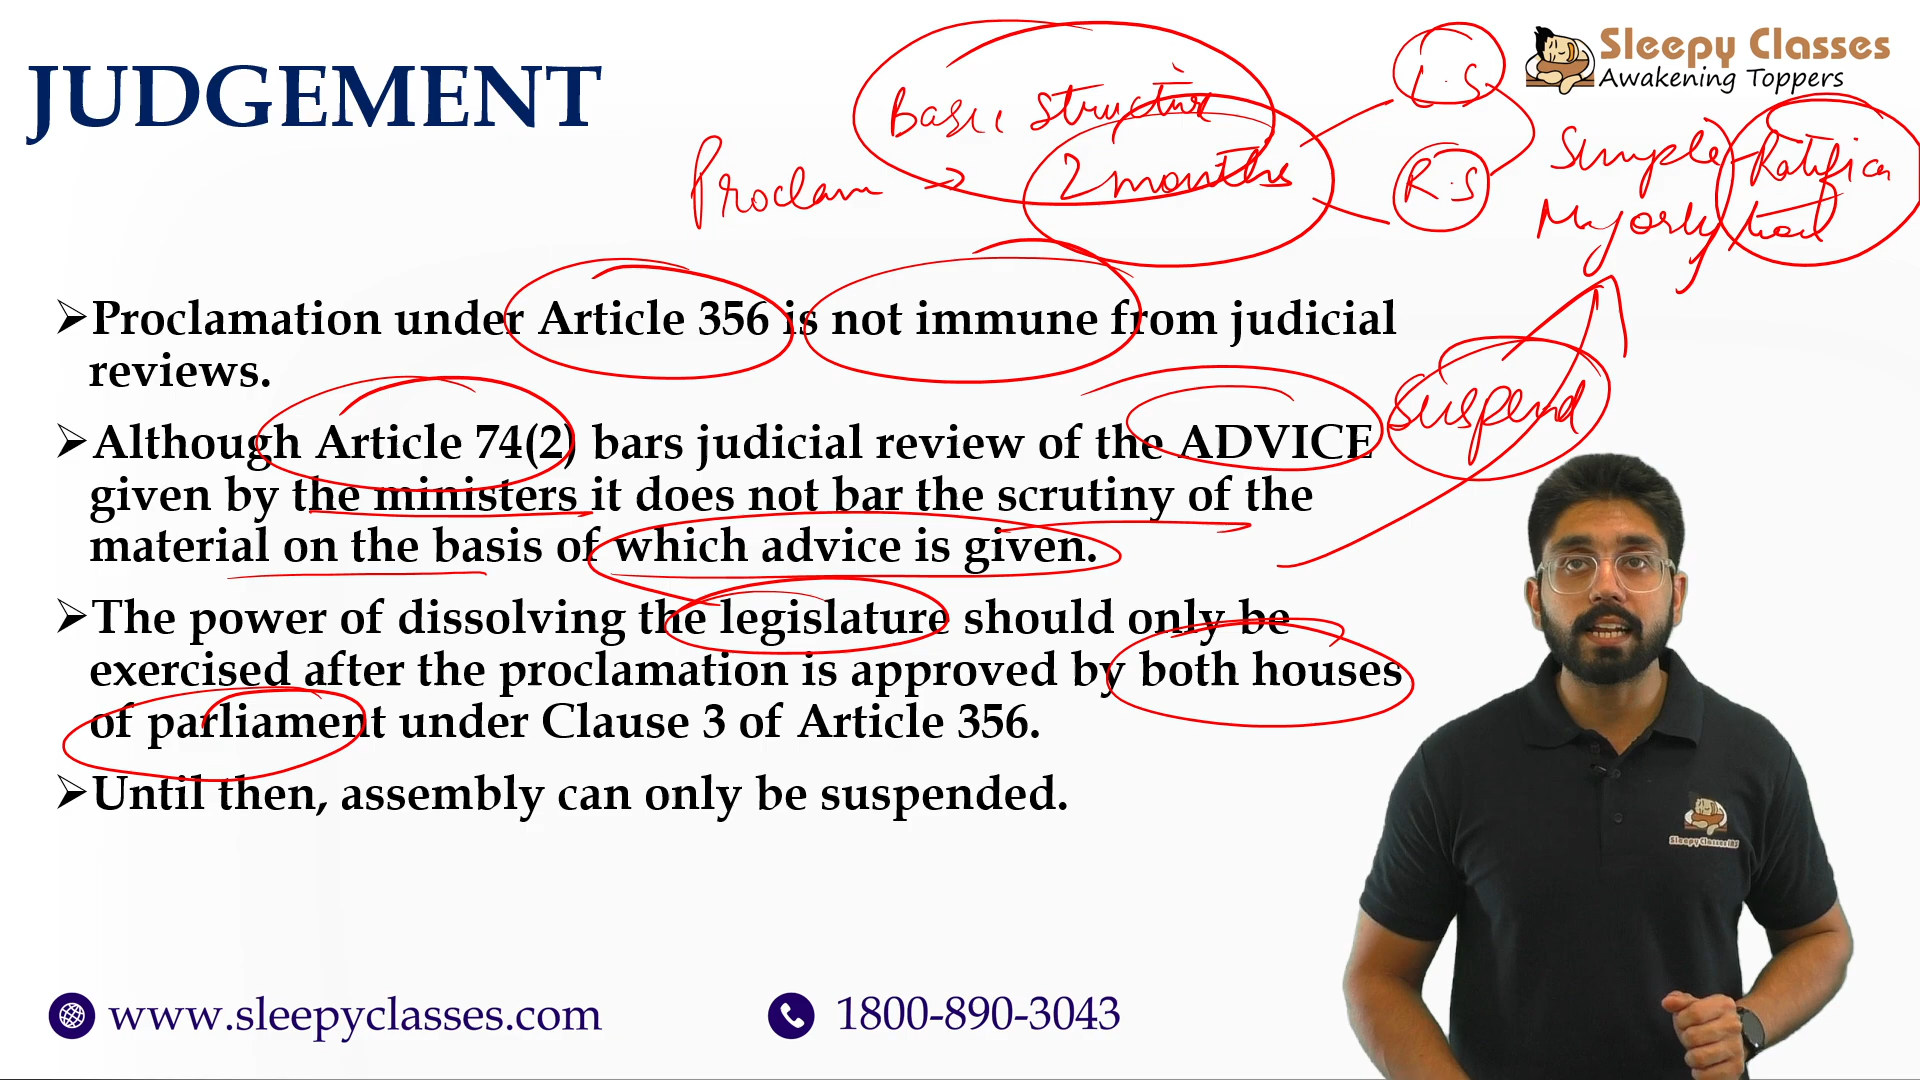 Sleepy Classes
Awakening Toppers
JUDGEMENT
Basic Structure
Proclam → 2 months
L.S
R.S
Simple
Majority
Ratifica
tion
➢Proclamation under Article 356 is not immune from judicial
reviews.
➢Although Article 74(2) bars judicial review of the ADVICE
given by the ministers it does not bar the scrutiny of the
material on the basis of which advice is given.
Suspend
➢The power of dissolving the legislature should only be
exercised after the proclamation is approved by both houses
of parliament under Clause 3 of Article 356.
➢Until then, assembly can only be suspended.
www.sleepyclasses.com
1800-890-3043